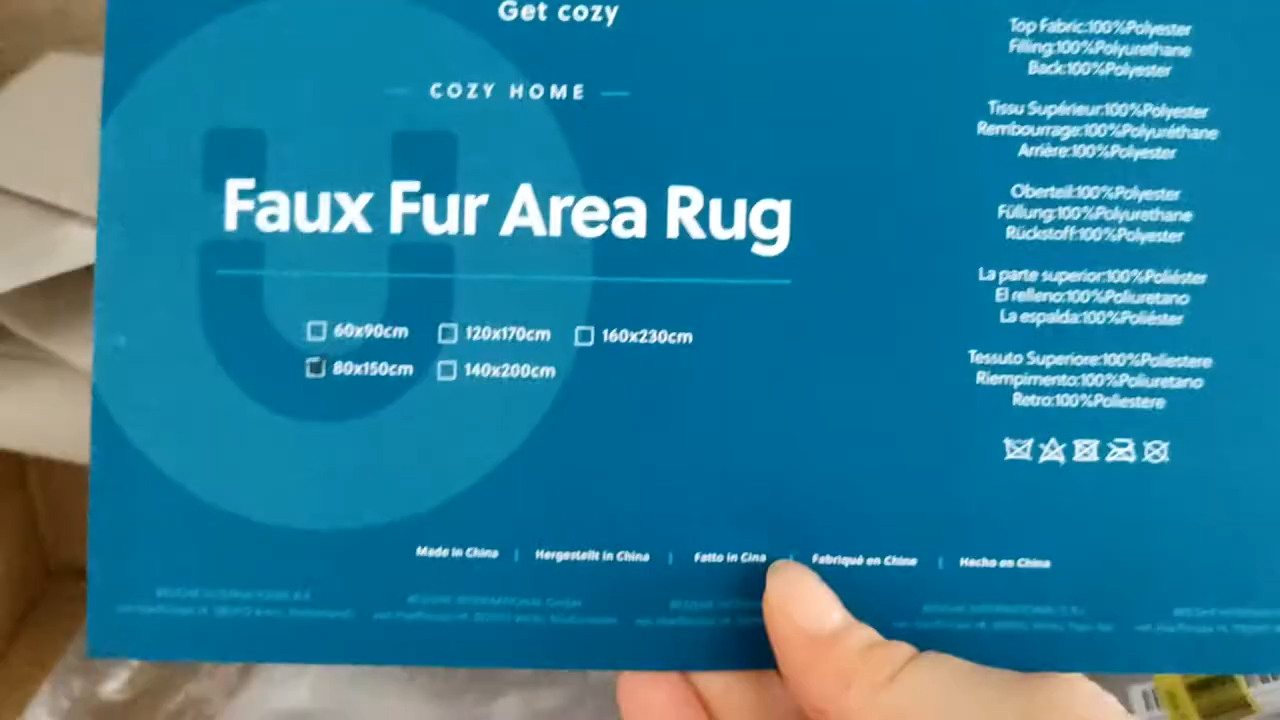 Get cozy
COZY HOME
Faux Fur Area Rug
60x90cm 120x170cm 160x230cm
80x150cm 140x200cm
Top Fabric:100%Polyester
Filling:100%Polyurethane
Back:100%Polyester
Tissu Supérieur:100%Polyester
Rembourrage:100%Polyuréthane
Arrière:100%Polyester
Oberteil:100%Polyester
Füllung:100%Polyurethane
Rückstoff:100%Polyester
La parte superior:100%Poliéster
El relleno:100%Poliuretano
La espalda:100%Poliéster
Tessuto Superiore:100%Poliestere
Riempimento:100%Poliuretano
Retro:100%Poliestere
Made in China | Hergestellt in China | Fatto in Cina | Fabriqué en Chine | Hecho en China